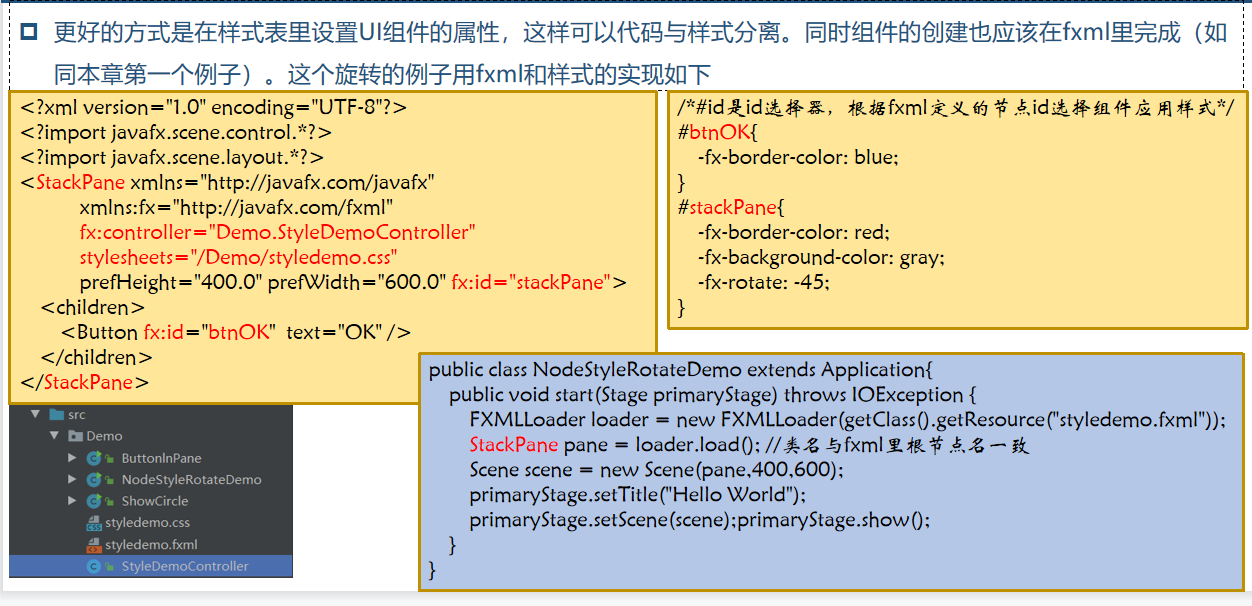 更好的方式是在样式表里设置UI组件的属性，这样可以代码与样式分离。同时组件的创建也应该在fxml里完成（如
同本章第一个例子）。这个旋转的例子用fxml和样式的实现如下
<?xml version="1.0" encoding="UTF-8"?>
<?import javafx.scene.control.*?>
<?import javafx.scene.layout.*?>
<StackPane xmlns="http://javafx.com/javafx"
xmlns:fx="http://javafx.com/fxml"
fx:controller="Demo.StyleDemoController"
stylesheets="/Demo/styledemo.css"
prefHeight="400.0" prefWidth="600.0" fx:id="stackPane">
<children>
<Button fx:id="btnOK" text="OK" />
</children>
</StackPane>
/*#id是id选择器，根据fxml定义的节点id选择组件应用样式*/
#btnOK{
-fx-border-color: blue;
}
#stackPane{
-fx-border-color: red;
-fx-background-color: gray;
-fx-rotate: -45;
}
public class NodeStyleRotateDemo extends Application{
public void start(Stage primaryStage) throws IOException {
FXMLLoader loader = new FXMLLoader(getClass().getResource("styledemo.fxml"));
StackPane pane = loader.load(); //类名与fxml里根节点名一致
Scene scene = new Scene(pane,400,600);
primaryStage.setTitle("Hello World");
primaryStage.setScene(scene);primaryStage.show();
}
}
src
Demo
ButtonInPane
NodeStyleRotateDemo
ShowCircle
styledemo.css
styledemo.fxml
StyleDemoController